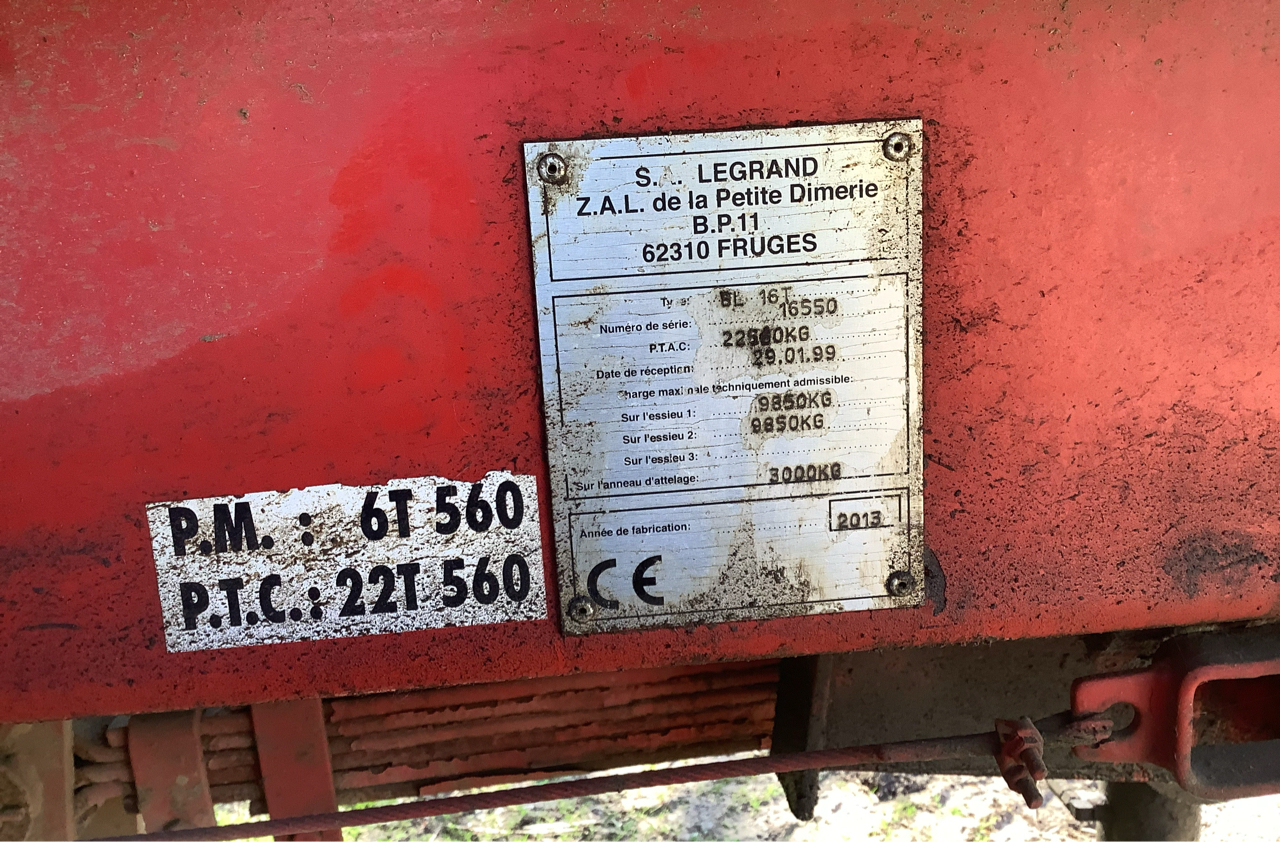 S.A. LEGRAND
Z.A.L. de la Petite Dimerie
B.P.11
62310 FRUGES
Type: BL 16T
Numéro de série: 16550
P.T.A.C: 22560KG
Date de réception: 29.01.99
Charge maximale techniquement admissible:
Sur l'essieu 1: 9850KG
Sur l'essieu 2: 9850KG
Sur l'essieu 3:
Sur l'anneau d'attelage: 3000KG
Année de fabrication: 2013
CE
P.M. : 6T 560
P.T.C.: 22T 560